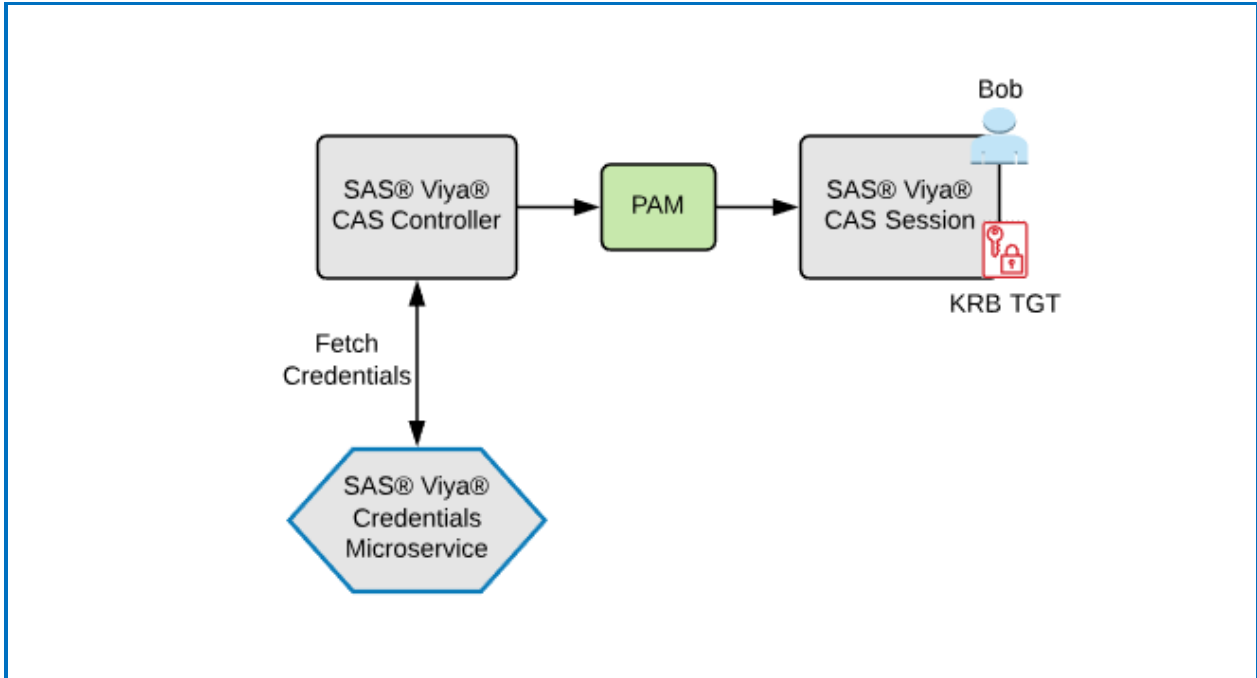 Bob
SAS® Viya®
CAS Controller
PAM
SAS® Viya®
CAS Session
KRB TGT
Fetch
Credentials
SAS® Viya®
Credentials
Microservice